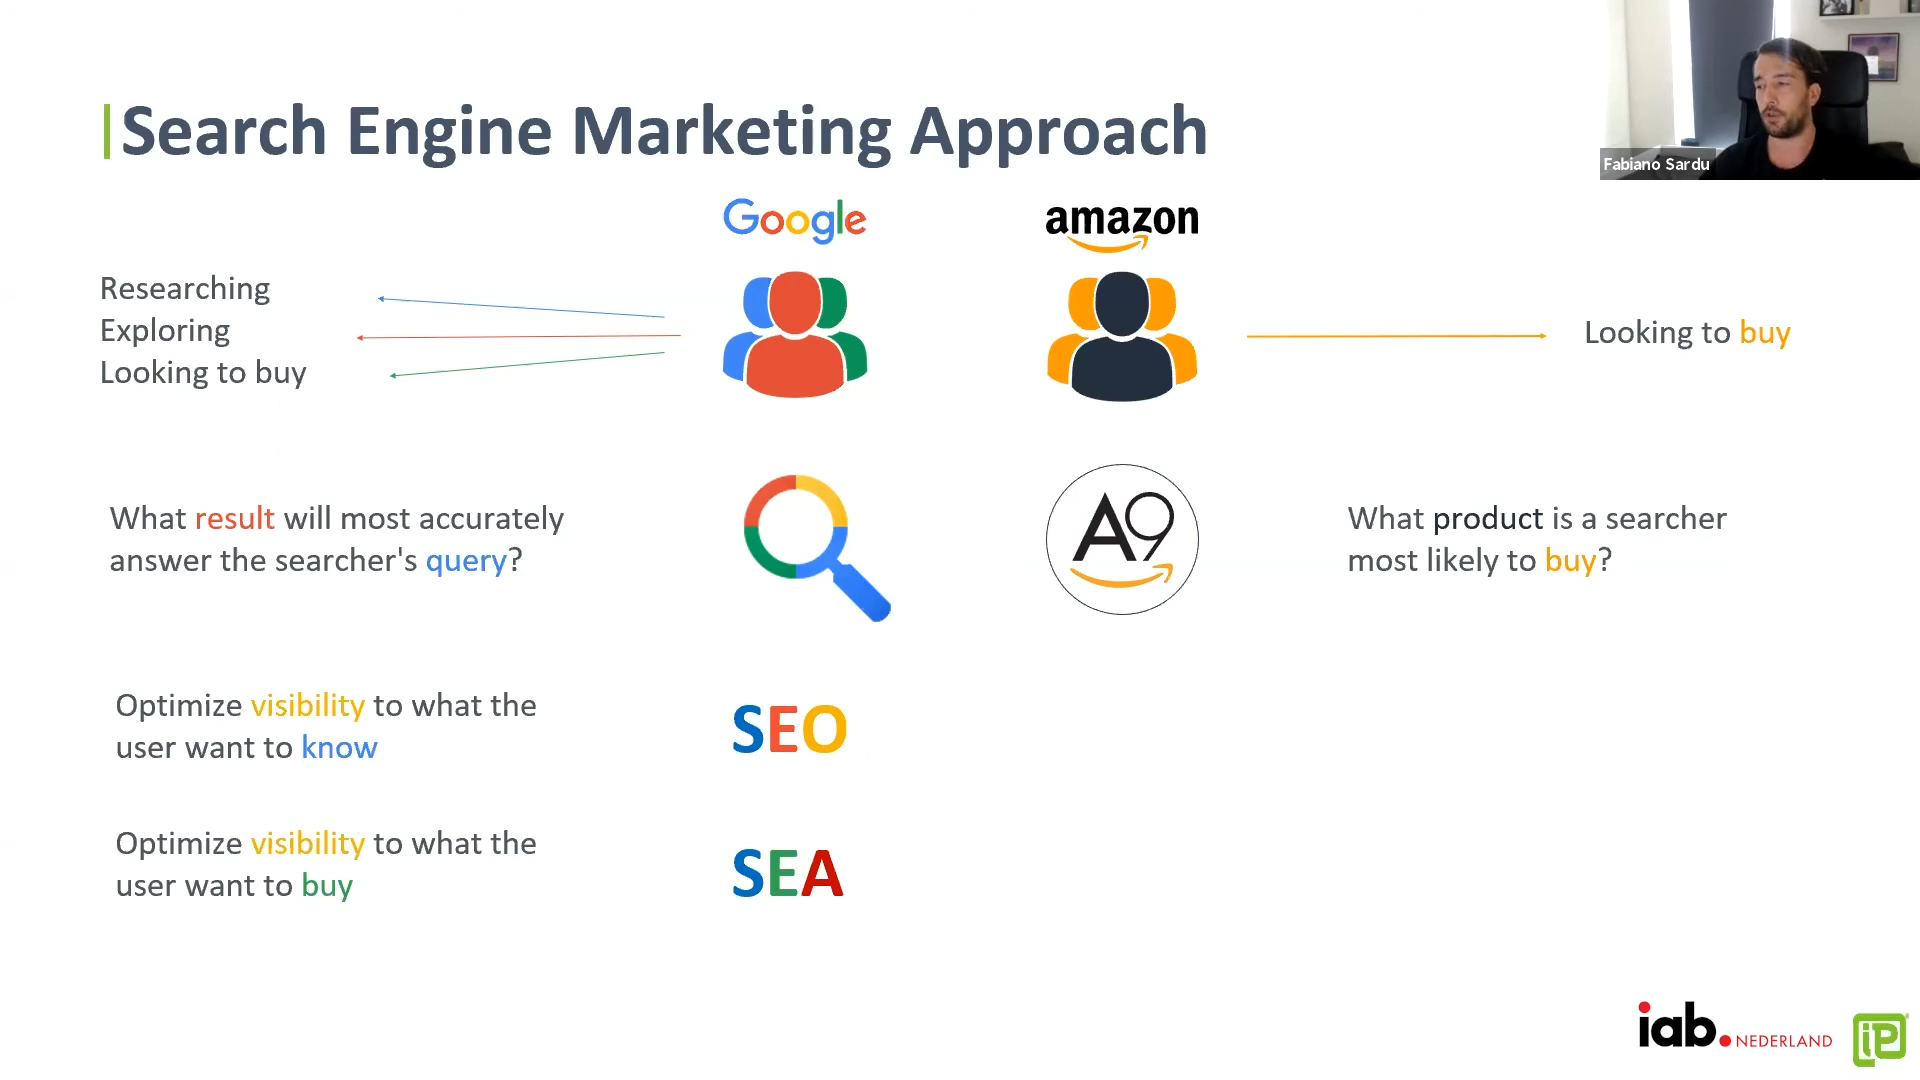 Search Engine Marketing Approach
Fabiano Sardu
Google
amazon
Researching
Exploring
Looking to buy
Looking to buy
What result will most accurately
answer the searcher's query?
A9
What product is a searcher
most likely to buy?
Optimize visibility to what the
user want to know
SEO
Optimize visibility to what the
user want to buy
SEA
iab. NEDERLAND
iP